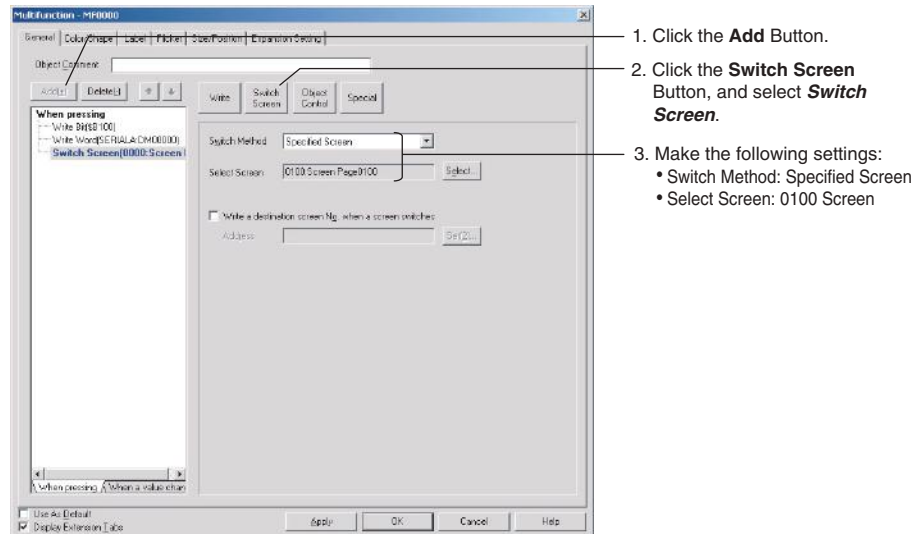 Multifunction - MF0000
General Color/Shape Label Flicker Size/Position Expansion Setting
Object Comment
Add Delete
Write Switch Screen Object Control Special
When pressing
Write Bit($B100)
Write Word(SERIALA:DM00000)
Switch Screen(0000:Screen
Switch Method Specified Screen
Select Screen 0100:Screen Page0100 Select...
Write a destination screen No. when a screen switches
Address
When pressing When a value chan
Use As Default
Display Extension Tabs
Apply OK Cancel Help
1. Click the Add Button.
2. Click the Switch Screen
Button, and select Switch
Screen.
3. Make the following settings:
• Switch Method: Specified Screen
• Select Screen: 0100 Screen